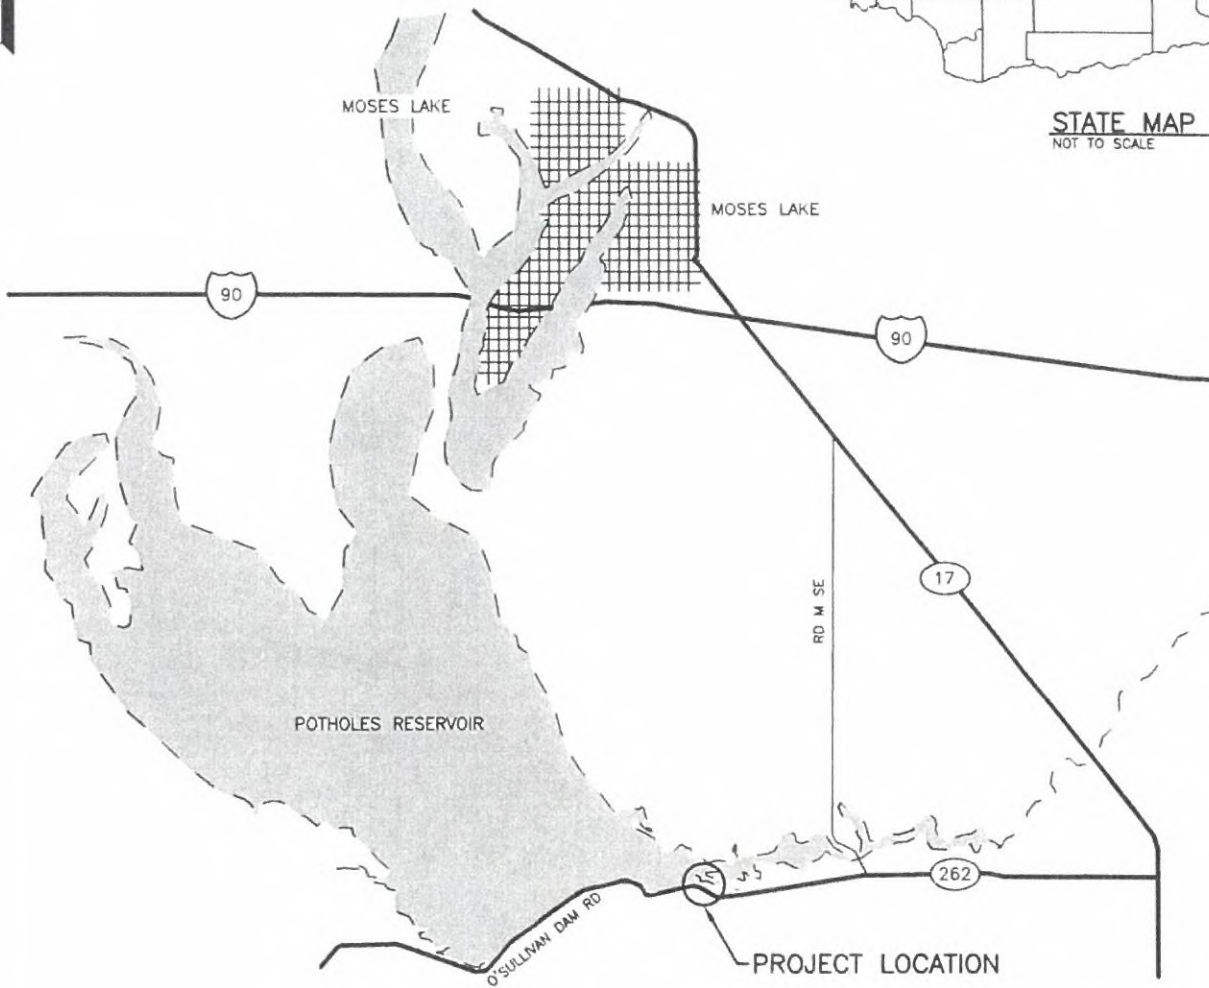 MOSES LAKE
STATE MAP
NOT TO SCALE
MOSES LAKE
90
90
17
RD M SE
POTHOLES RESERVOIR
262
O'SULLIVAN DAM RD
PROJECT LOCATION